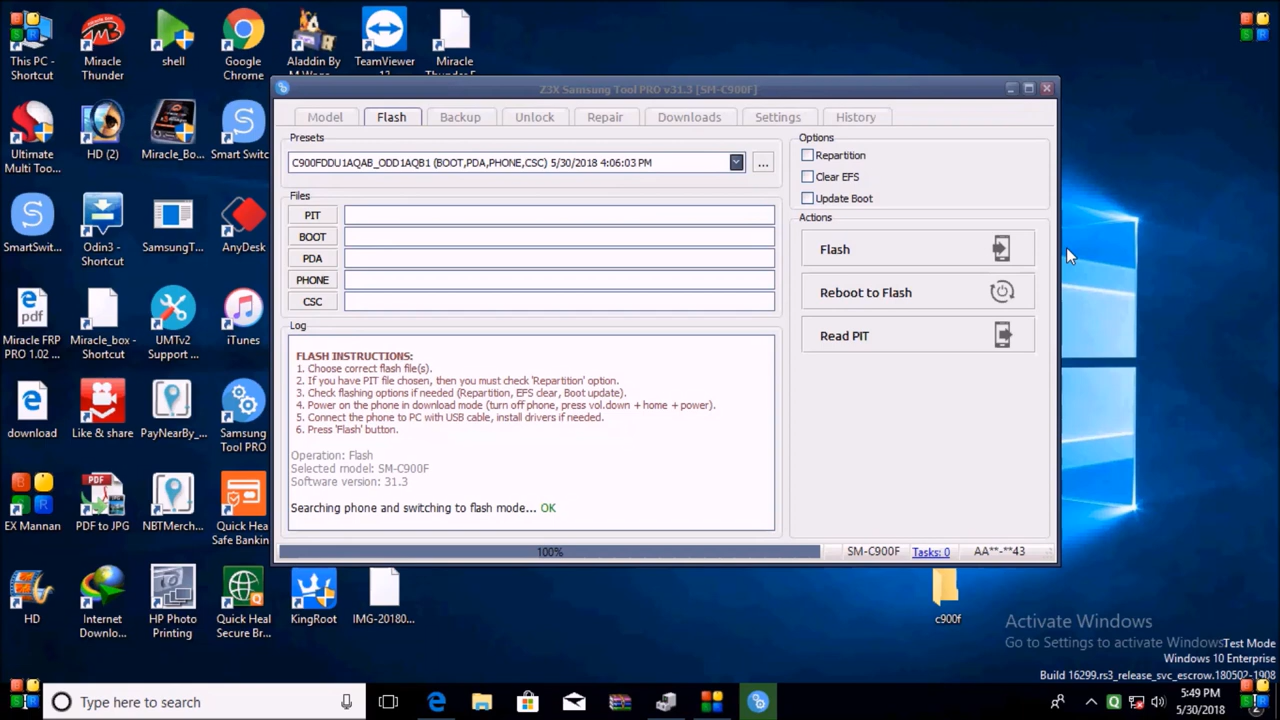 This PC -
Shortcut
Miracle
Thunder
shell
Google
Chrome
Aladdin By
TeamViewer
Miracle
Z3X Samsung Tool PRO v31.3 [SM-C900F]
Model
Flash
Backup
Unlock
Repair
Downloads
Settings
History
Presets
C900FDDU1AQAB_ODD1AQB1 (BOOT,PDA,PHONE,CSC) 5/30/2018 4:06:03 PM
...
Options
Repartition
Clear EFS
Update Boot
Files
PIT
BOOT
PDA
PHONE
CSC
Actions
Flash
Reboot to Flash
Read PIT
Log
FLASH INSTRUCTIONS:
1. Choose correct flash file(s).
2. If you have PIT file chosen, then you must check 'Repartition' option.
3. Check flashing options if needed (Repartition, EFS clear, Boot update).
4. Power on the phone in download mode (turn off phone, press vol.down + home + power).
5. Connect the phone to PC with USB cable, install drivers if needed.
6. Press 'Flash' button.
Operation: Flash
Selected model: SM-C900F
Software version: 31.3
Searching phone and switching to flash mode... OK
100%
SM-C900F
Tasks: 0
AA**-**43
Ultimate
Multi Too...
HD (2)
Miracle_Bo...
Smart Switc
SmartSwit...
Odin3 -
Shortcut
SamsungT...
AnyDesk
pdf
Miracle FRP
PRO 1.02 ...
Miracle_box -
Shortcut
UMTv2
Support ...
iTunes
download
Like & share
PayNearBy_...
Samsung
Tool PRO
EX Mannan
PDF
PDF to JPG
NBTMerch...
Quick Heal
Safe Bankin
HD
Internet
Downlo...
HP Photo
Printing
Quick Heal
Secure Br...
KingRoot
IMG-20180...
c900f
Activate Windows
Go to Settings to activate Windows
Test Mode
Windows 10 Enterprise
Build 16299.rs3_release_svc_escrow.180502-1908
Type here to search
5:49 PM
5/30/2018